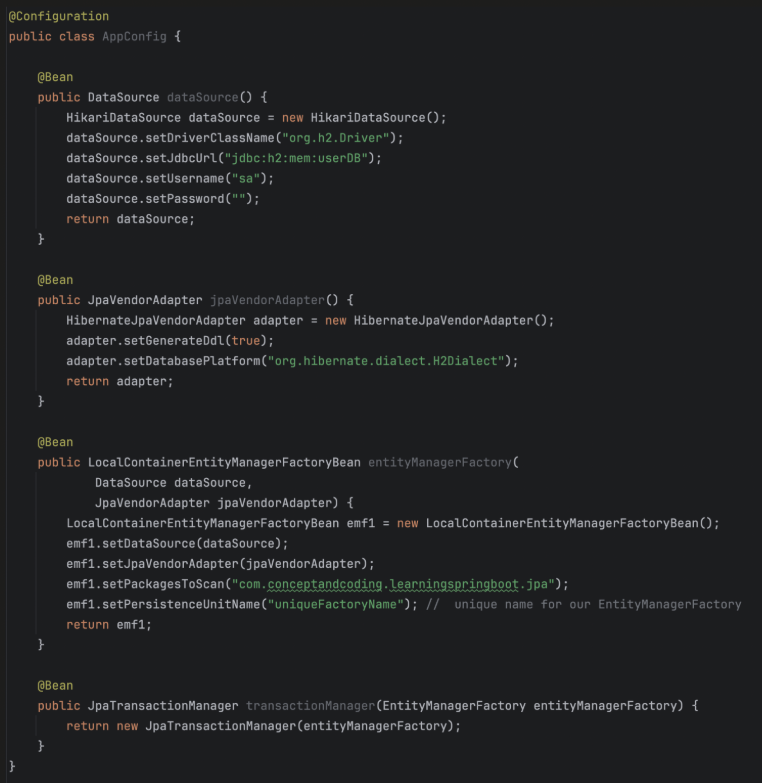 @Configuration
public class AppConfig {
@Bean
public DataSource dataSource() {
HikariDataSource dataSource = new HikariDataSource();
dataSource.setDriverClassName("org.h2.Driver");
dataSource.setJdbcUrl("jdbc:h2:mem:userDB");
dataSource.setUsername("sa");
dataSource.setPassword("");
return dataSource;
}
@Bean
public JpaVendorAdapter jpaVendorAdapter() {
HibernateJpaVendorAdapter adapter = new HibernateJpaVendorAdapter();
adapter.setGenerateDdl(true);
adapter.setDatabasePlatform("org.hibernate.dialect.H2Dialect");
return adapter;
}
@Bean
public LocalContainerEntityManagerFactoryBean entityManagerFactory(
DataSource dataSource,
JpaVendorAdapter jpaVendorAdapter) {
LocalContainerEntityManagerFactoryBean emf1 = new LocalContainerEntityManagerFactoryBean();
emf1.setDataSource(dataSource);
emf1.setJpaVendorAdapter(jpaVendorAdapter);
emf1.setPackagesToScan("com.conceptandcoding.learningspringboot.jpa");
emf1.setPersistenceUnitName("uniqueFactoryName"); //  unique name for our EntityManagerFactory
return emf1;
}
@Bean
public JpaTransactionManager transactionManager(EntityManagerFactory entityManagerFactory) {
return new JpaTransactionManager(entityManagerFactory);
}
}